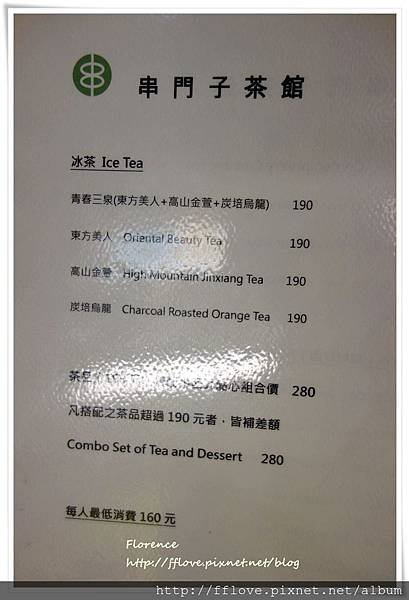 串門子茶館
冰茶 Ice Tea
青春三泉(東方美人+高山金萱+炭焙烏龍) 190
東方美人 Oriental Beauty Tea 190
高山金萱 High Mountain Jinxiang Tea 190
炭焙烏龍 Charcoal Roasted Orange Tea 190
心組合價 280
凡搭配之茶品超過 190 元者，皆補差額
Combo Set of Tea and Dessert 280
每人最低消費 160 元
Florence
http://fflove.pixnet.net/blog
http://fflove.pixnet.net/album